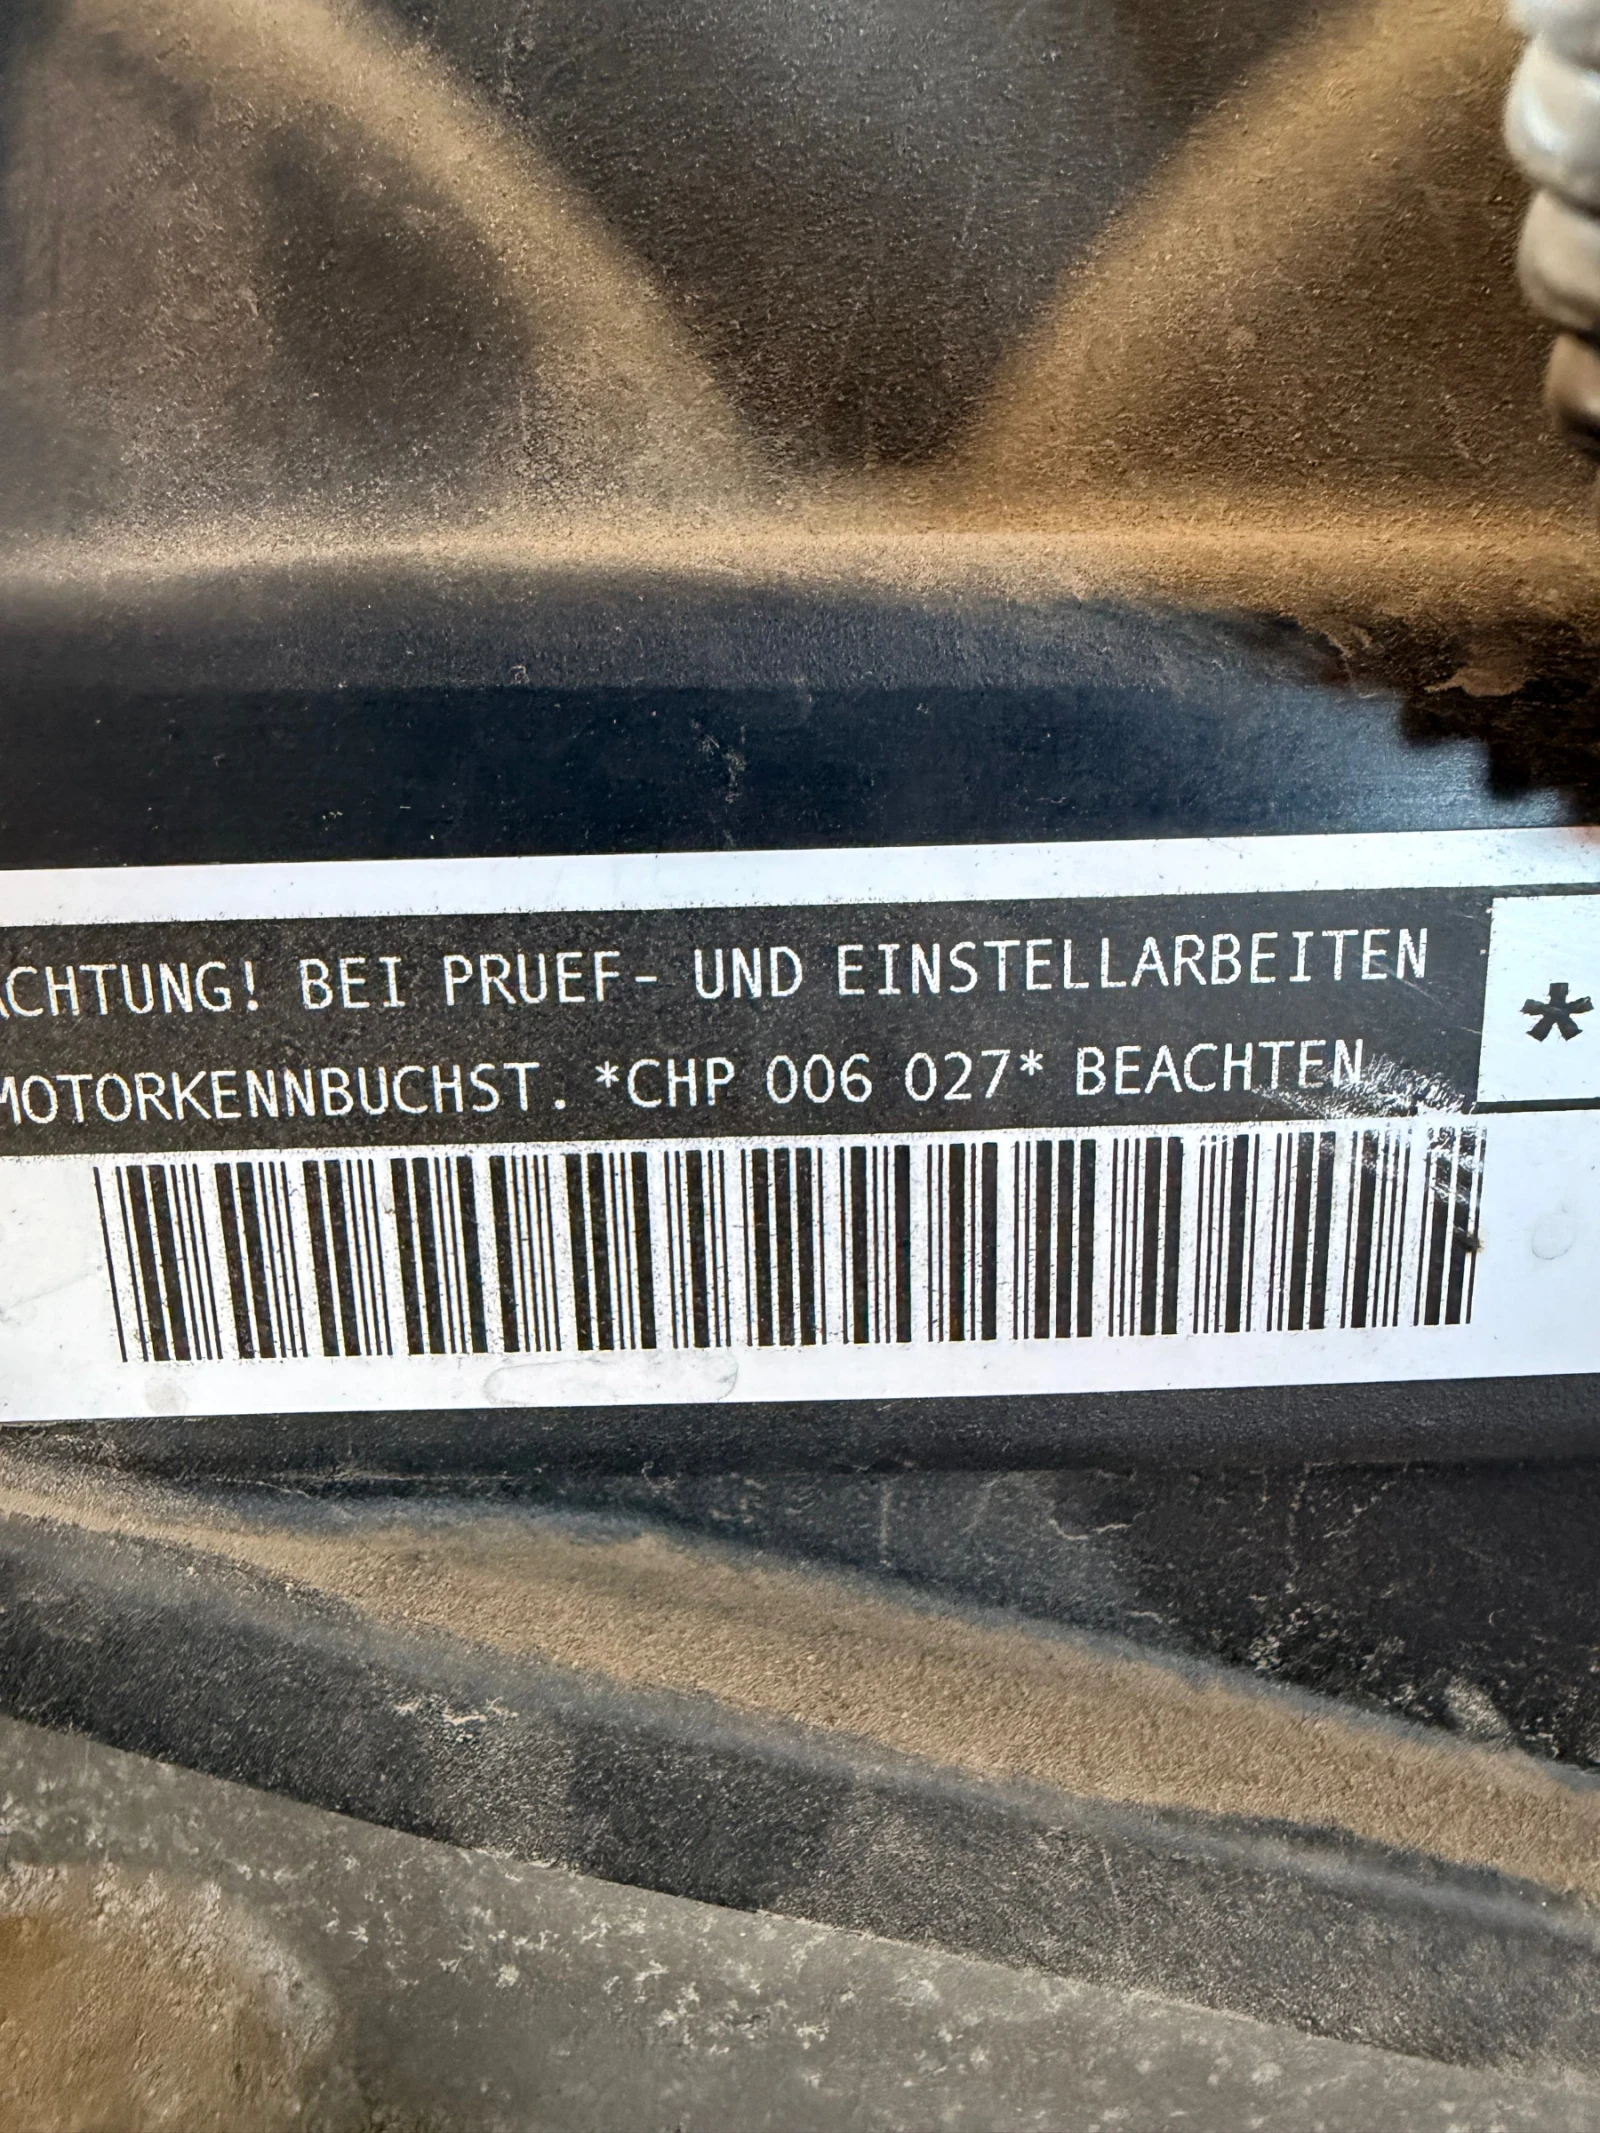 ACHTUNG! BEI PRUEF- UND EINSTELLARBEITEN
MOTORKENNBUCHST. *CHP 006 027* BEACHTEN
*